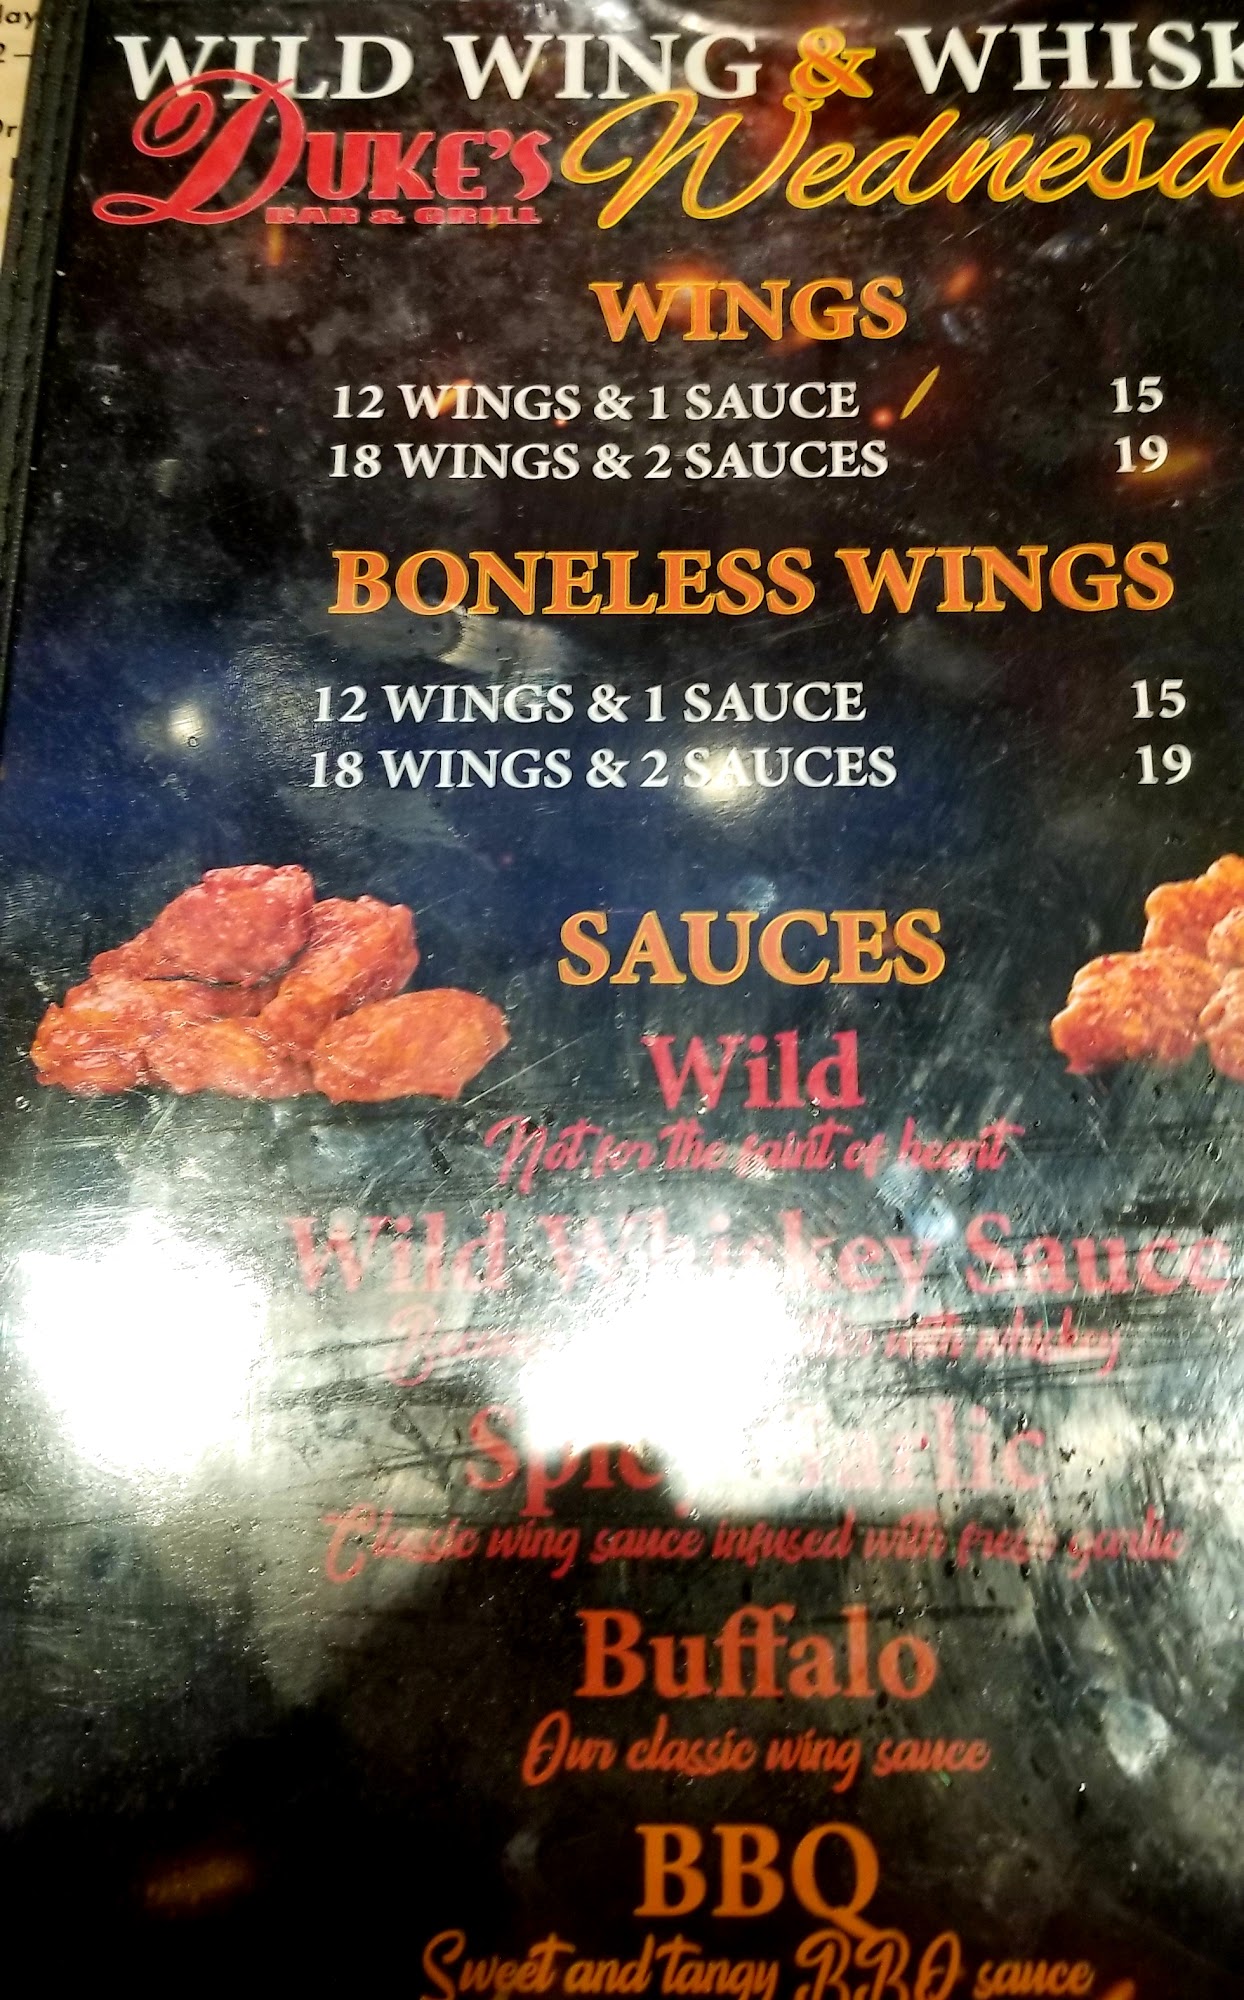 WILD WING & WHISK
DUKE'S Wednesd
BAR & GRILL
WINGS
12 WINGS & 1 SAUCE 15
18 WINGS & 2 SAUCES 19
BONELESS WINGS
12 WINGS & 1 SAUCE 15
18 WINGS & 2 SAUCES 19
SAUCES
Wild
Not for the faint of heart
Wild Whiskey Sauce
with whiskey
Spicy Garlic
Classic wing sauce infused with fresh garlic
Buffalo
Our classic wing sauce
BBQ
Sweet and tangy BBQ sauce